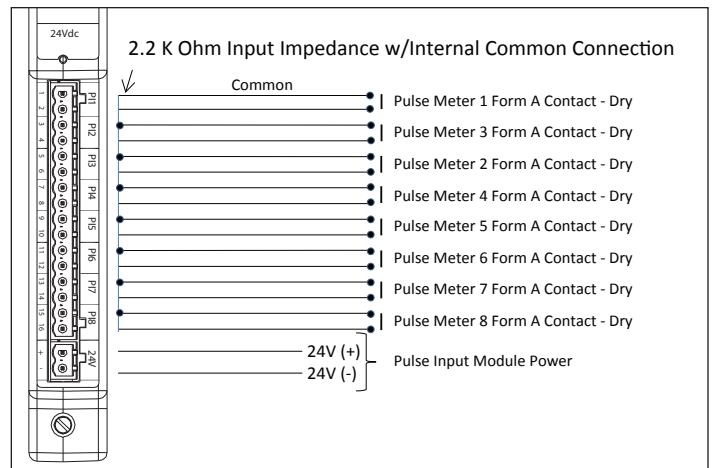 24Vdc
2.2 K Ohm Input Impedance w/Internal Common Connection
Common
Pulse Meter 1 Form A Contact - Dry
Pulse Meter 3 Form A Contact - Dry
Pulse Meter 2 Form A Contact - Dry
Pulse Meter 4 Form A Contact - Dry
Pulse Meter 5 Form A Contact - Dry
Pulse Meter 6 Form A Contact - Dry
Pulse Meter 7 Form A Contact - Dry
Pulse Meter 8 Form A Contact - Dry
24V (+)
24V (-)
Pulse Input Module Power
1
2
3
4
5
6
7
8
9
10
11
12
13
14
15
16
+
-
PI1
PI2
PI3
PI4
PI5
PI6
PI7
PI8
24V